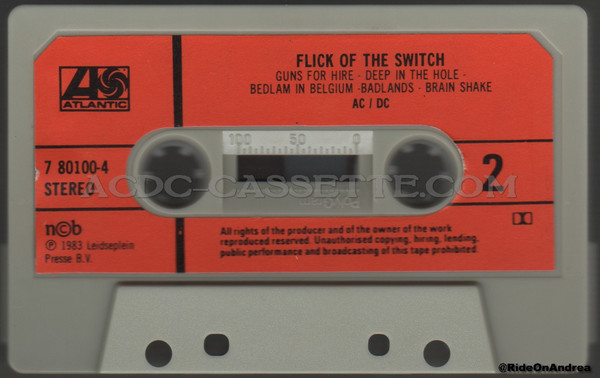 FLICK OF THE SWITCH
GUNS FOR HIRE - DEEP IN THE HOLE -
BEDLAM IN BELGIUM -BADLANDS - BRAIN SHAKE
AC / DC
ATLANTIC
100 50 0
7 80100-4
STEREO
2
ACDC-CASSETTE.COM
n©b
℗ 1983 Leidseplein
Presse B.V.
All rights of the producer and of the owner of the work
reproduced reserved. Unauthorised copying, hiring, lending,
public performance and broadcasting of this tape prohibited
@RideOnAndrea